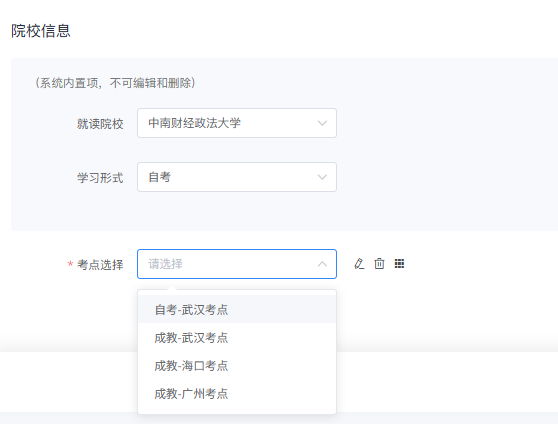 院校信息
(系统内置项，不可编辑和删除)
就读院校 中南财经政法大学
学习形式 自考
* 考点选择 请选择
自考-武汉考点
成教-武汉考点
成教-海口考点
成教-广州考点